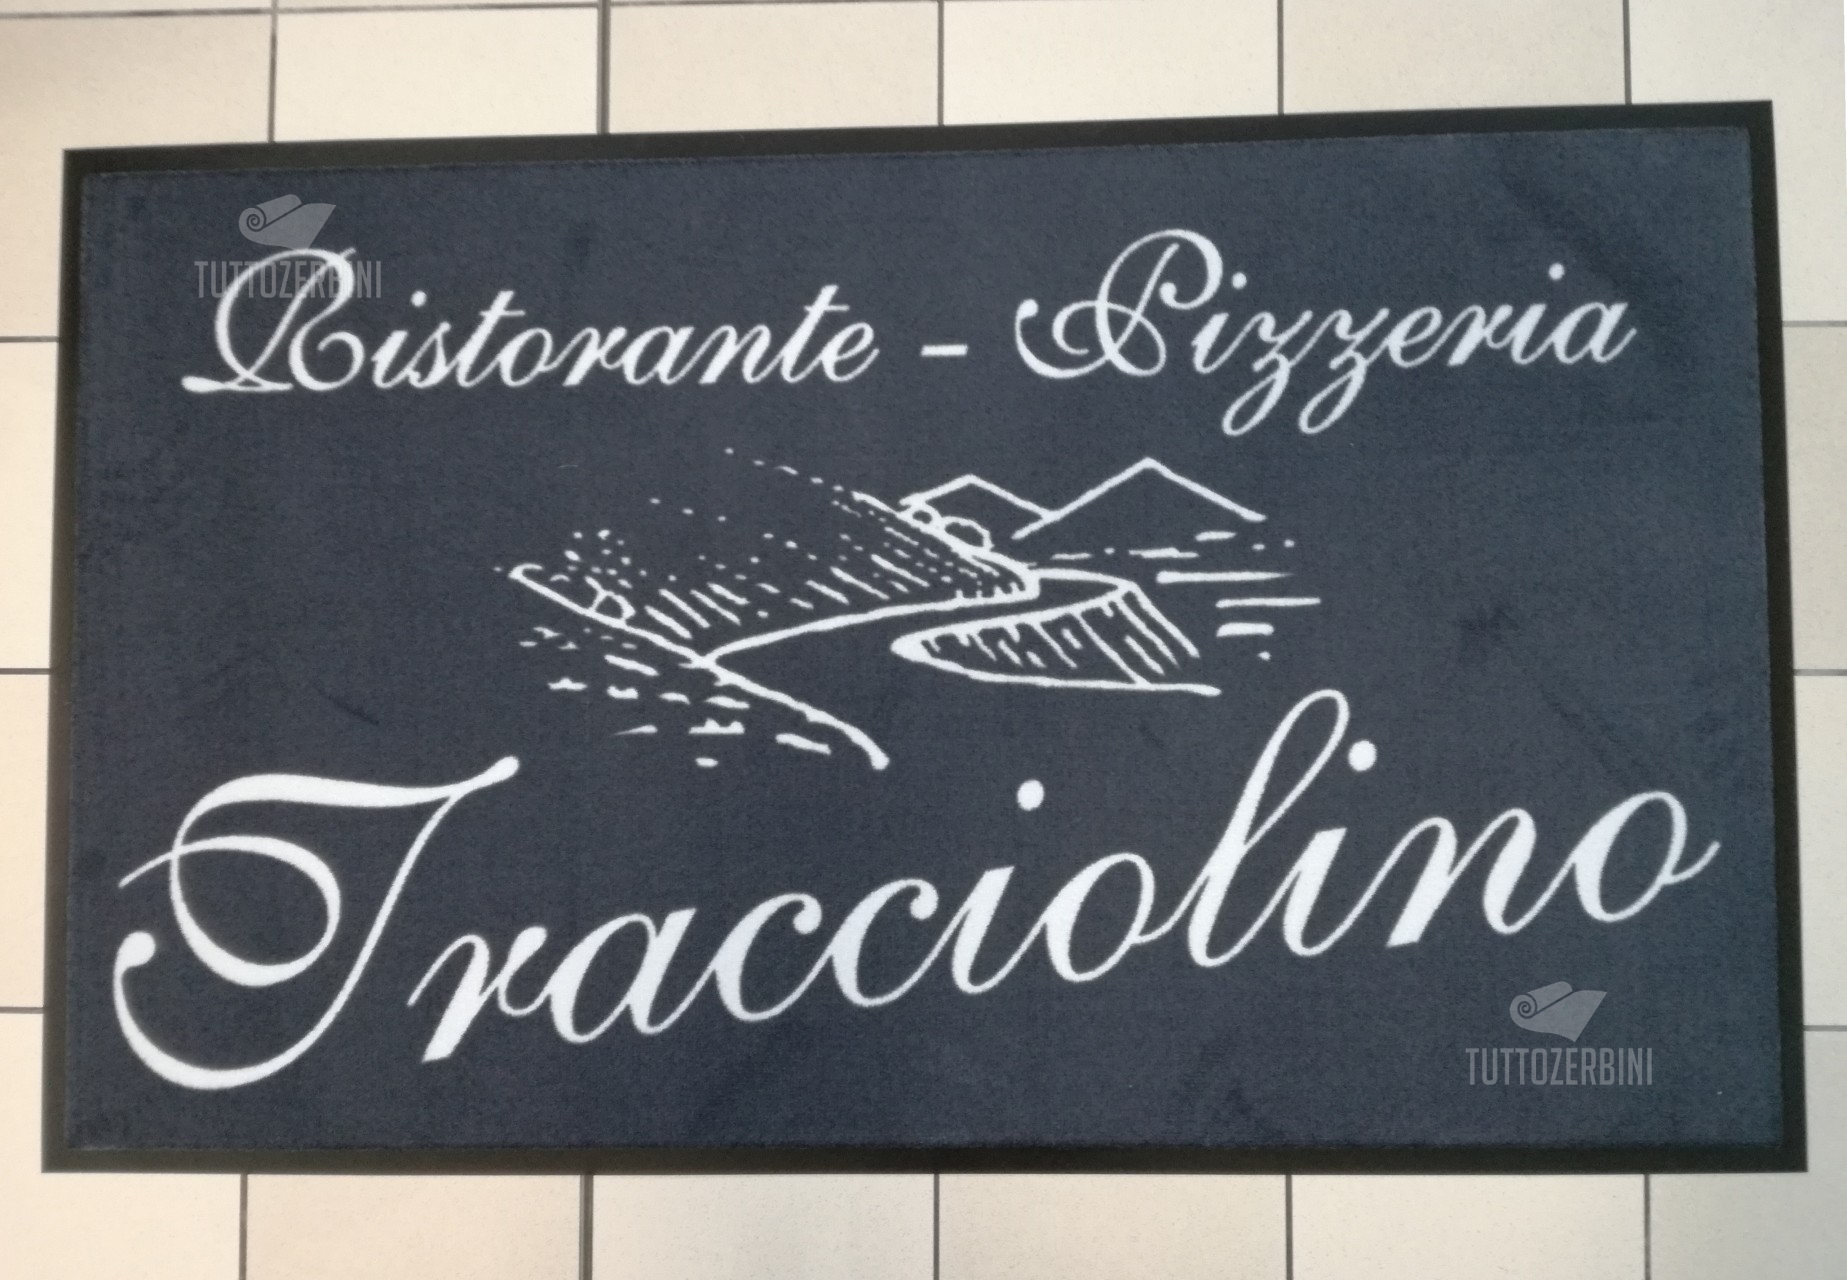 TUTTOZERBINI
Ristorante - Pizzeria
Tracciolino
TUTTOZERBINI